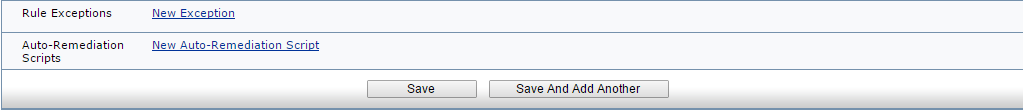 Rule Exceptions New Exception
Auto-Remediation New Auto-Remediation Script
Scripts
Save Save And Add Another